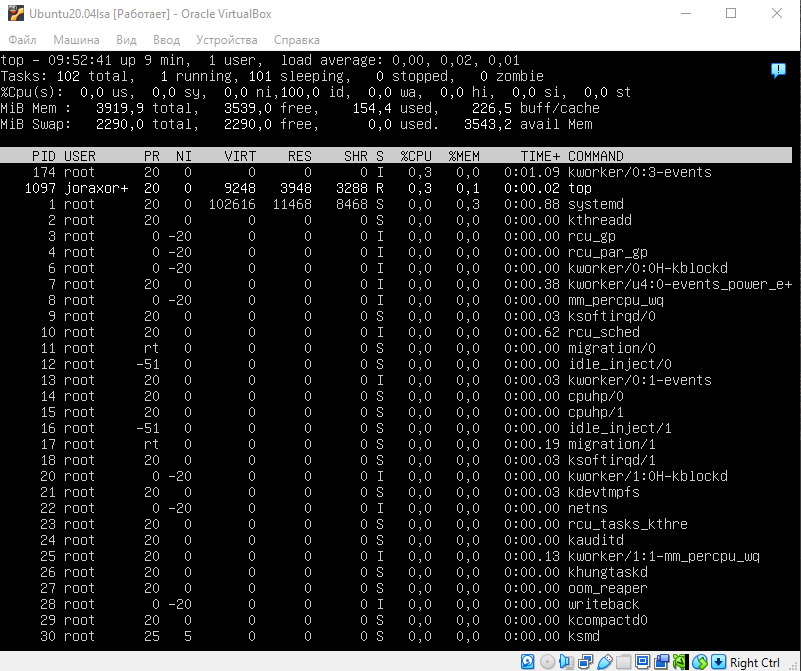 Ubuntu20.04lsa [Работает] - Oracle VirtualBox
Файл Машина Вид Ввод Устройства Справка
top - 09:52:41 up 9 min, 1 user, load average: 0,00, 0,02, 0,01
Tasks: 102 total, 1 running, 101 sleeping, 0 stopped, 0 zombie
%Cpu(s): 0,0 us, 0,0 sy, 0,0 ni,100,0 id, 0,0 wa, 0,0 hi, 0,0 si, 0,0 st
MiB Mem : 3919,9 total, 3539,0 free, 154,4 used, 226,5 buff/cache
MiB Swap: 2290,0 total, 2290,0 free, 0,0 used. 3543,2 avail Mem
PID USER PR NI VIRT RES SHR S %CPU %MEM TIME+ COMMAND
174 root 20 0 0 0 0 I 0,3 0,0 0:01.09 kworker/0:3-events
1097 joraxor+ 20 0 9248 3948 3288 R 0,3 0,1 0:00.02 top
1 root 20 0 102616 11468 8468 S 0,0 0,3 0:00.88 systemd
2 root 20 0 0 0 0 S 0,0 0,0 0:00.00 kthreadd
3 root 0 -20 0 0 0 I 0,0 0,0 0:00.00 rcu_gp
4 root 0 -20 0 0 0 I 0,0 0,0 0:00.00 rcu_par_gp
6 root 0 -20 0 0 0 I 0,0 0,0 0:00.00 kworker/0:0H-kblockd
7 root 20 0 0 0 0 I 0,0 0,0 0:00.38 kworker/u4:0-events_power_e+
8 root 0 -20 0 0 0 I 0,0 0,0 0:00.00 mm_percpu_wq
9 root 20 0 0 0 0 S 0,0 0,0 0:00.03 ksoftirqd/0
10 root 20 0 0 0 0 I 0,0 0,0 0:00.62 rcu_sched
11 root rt 0 0 0 0 S 0,0 0,0 0:00.00 migration/0
12 root -51 0 0 0 0 S 0,0 0,0 0:00.00 idle_inject/0
13 root 20 0 0 0 0 I 0,0 0,0 0:00.03 kworker/0:1-events
14 root 20 0 0 0 0 S 0,0 0,0 0:00.00 cpuhp/0
15 root 20 0 0 0 0 S 0,0 0,0 0:00.00 cpuhp/1
16 root -51 0 0 0 0 S 0,0 0,0 0:00.00 idle_inject/1
17 root rt 0 0 0 0 S 0,0 0,0 0:00.19 migration/1
18 root 20 0 0 0 0 S 0,0 0,0 0:00.03 ksoftirqd/1
20 root 0 -20 0 0 0 I 0,0 0,0 0:00.00 kworker/1:0H-kblockd
21 root 20 0 0 0 0 S 0,0 0,0 0:00.03 kdevtmpfs
22 root 0 -20 0 0 0 I 0,0 0,0 0:00.00 netns
23 root 20 0 0 0 0 S 0,0 0,0 0:00.00 rcu_tasks_kthre
24 root 20 0 0 0 0 S 0,0 0,0 0:00.00 kauditd
25 root 20 0 0 0 0 I 0,0 0,0 0:00.13 kworker/1:1-mm_percpu_wq
26 root 20 0 0 0 0 S 0,0 0,0 0:00.00 khungtaskd
27 root 20 0 0 0 0 S 0,0 0,0 0:00.00 oom_reaper
28 root 0 -20 0 0 0 I 0,0 0,0 0:00.00 writeback
29 root 20 0 0 0 0 S 0,0 0,0 0:00.00 kcompactd0
30 root 25 5 0 0 0 S 0,0 0,0 0:00.00 ksmd
Right Ctrl